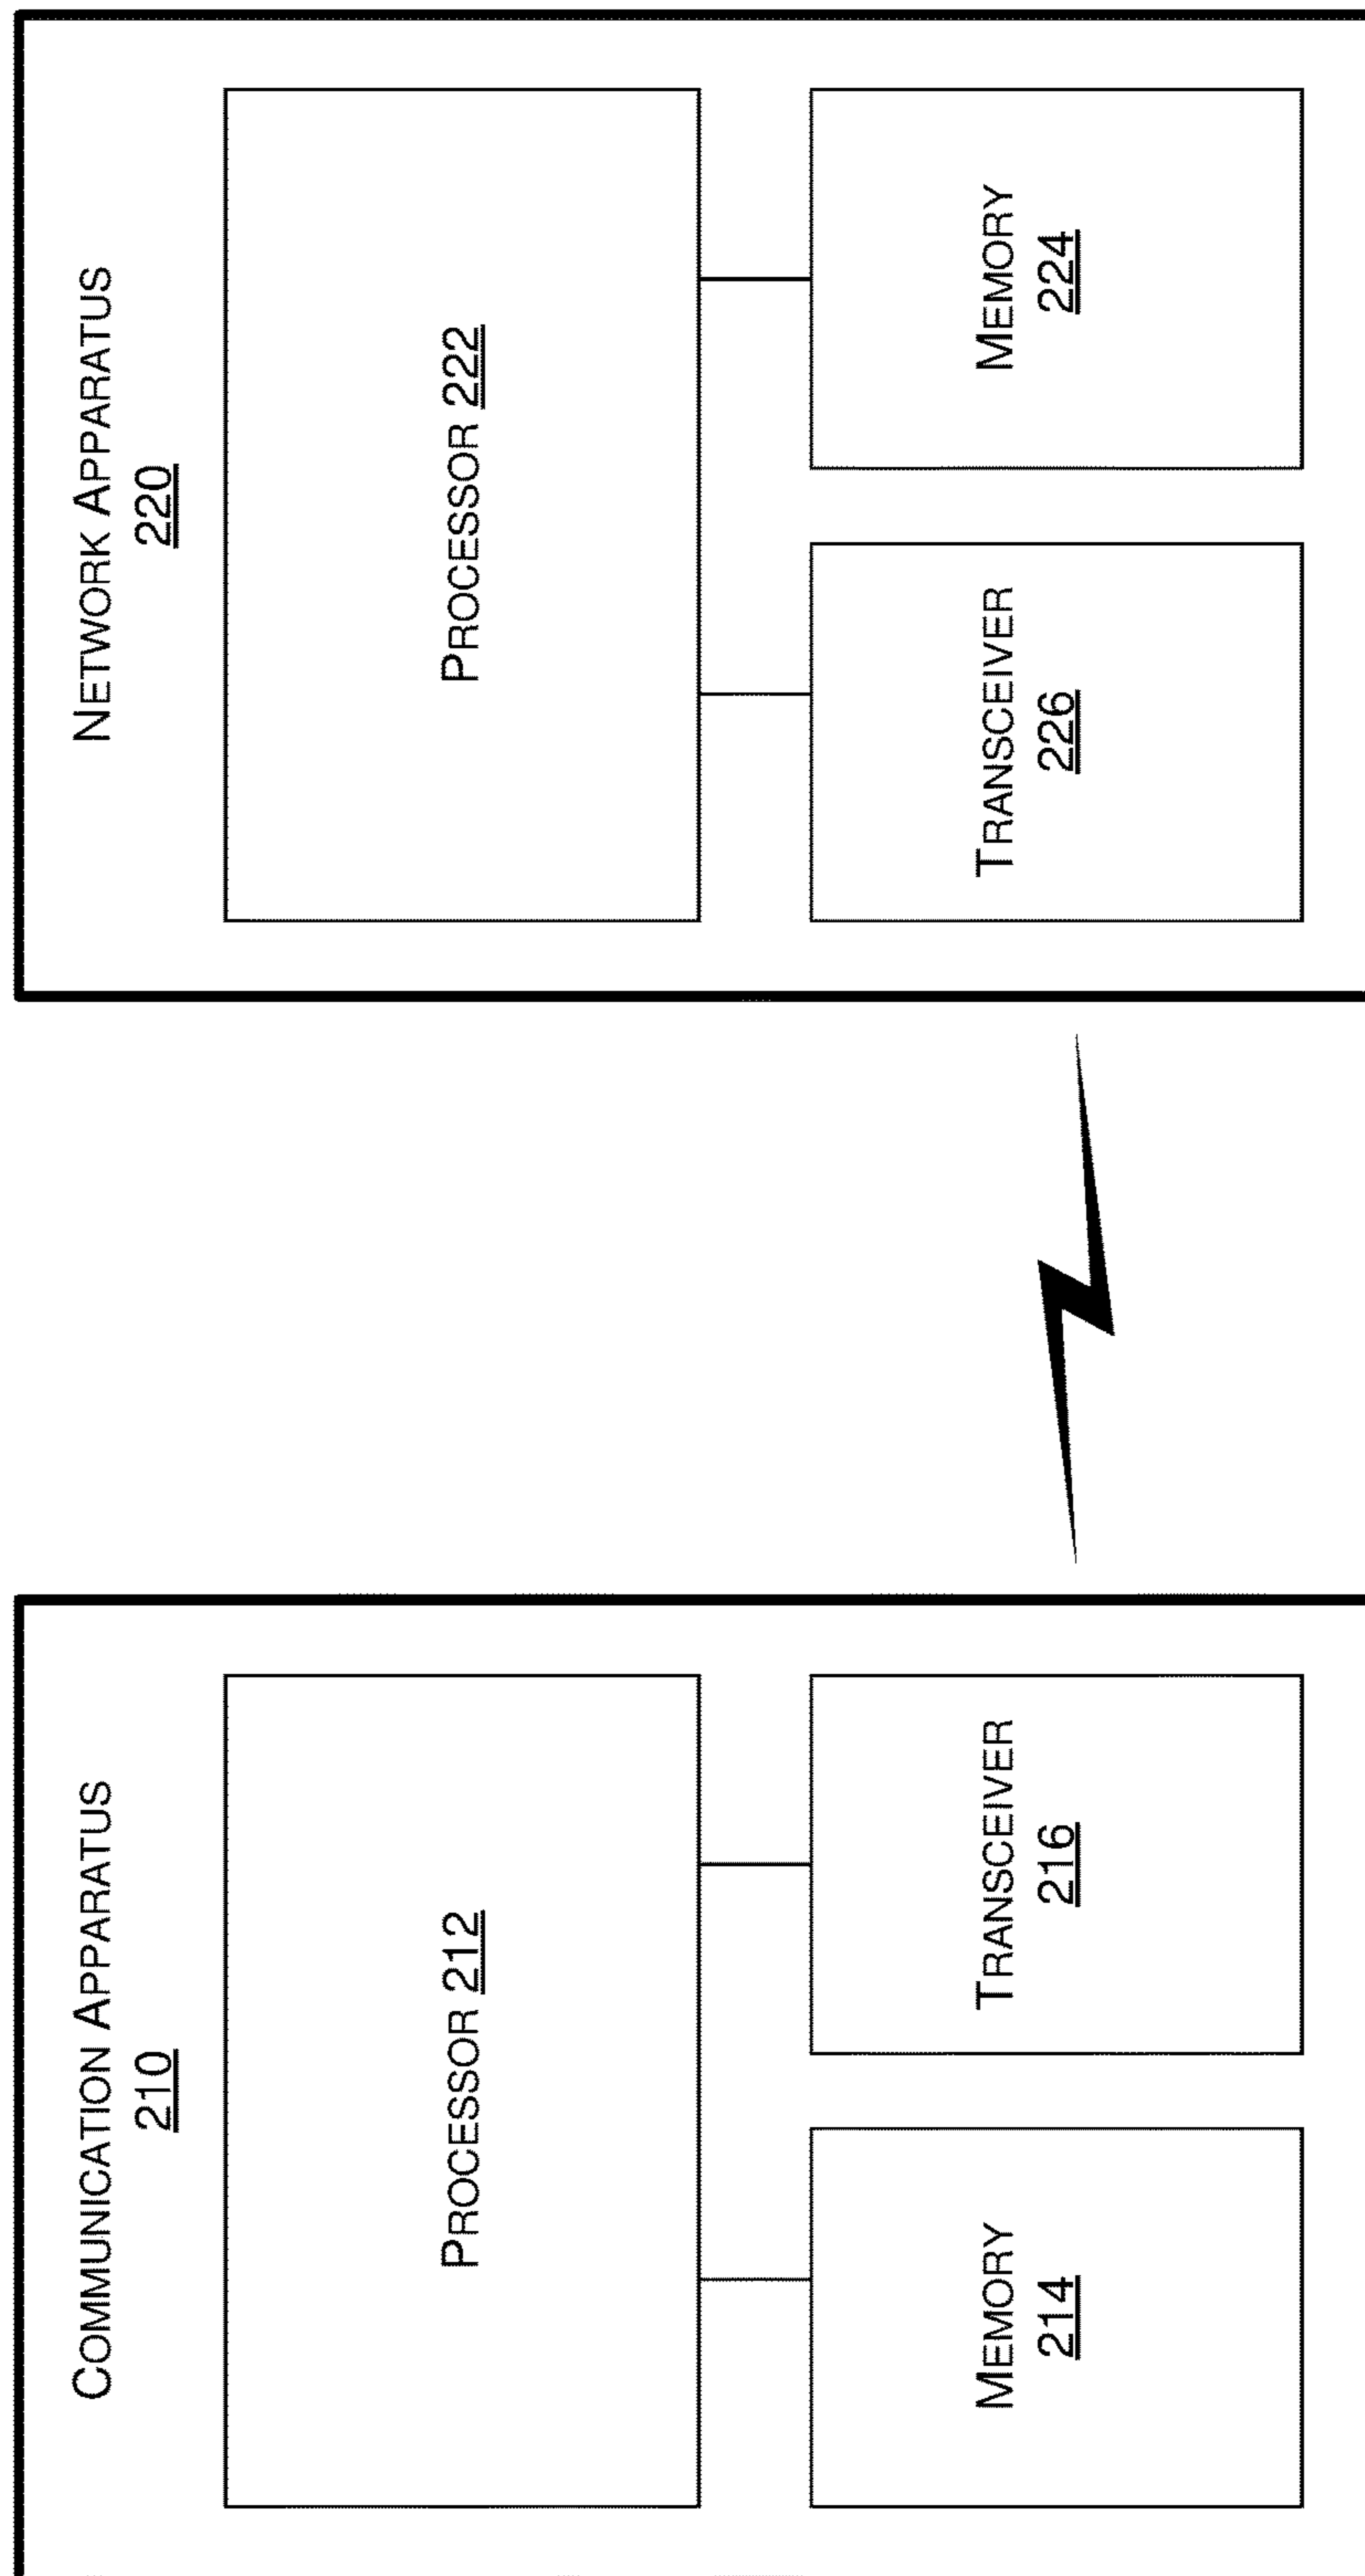 COMMUNICATION APPARATUS
210
PROCESSOR 212
MEMORY
214
TRANSCEIVER
216
NETWORK APPARATUS
220
PROCESSOR 222
TRANSCEIVER
226
MEMORY
224